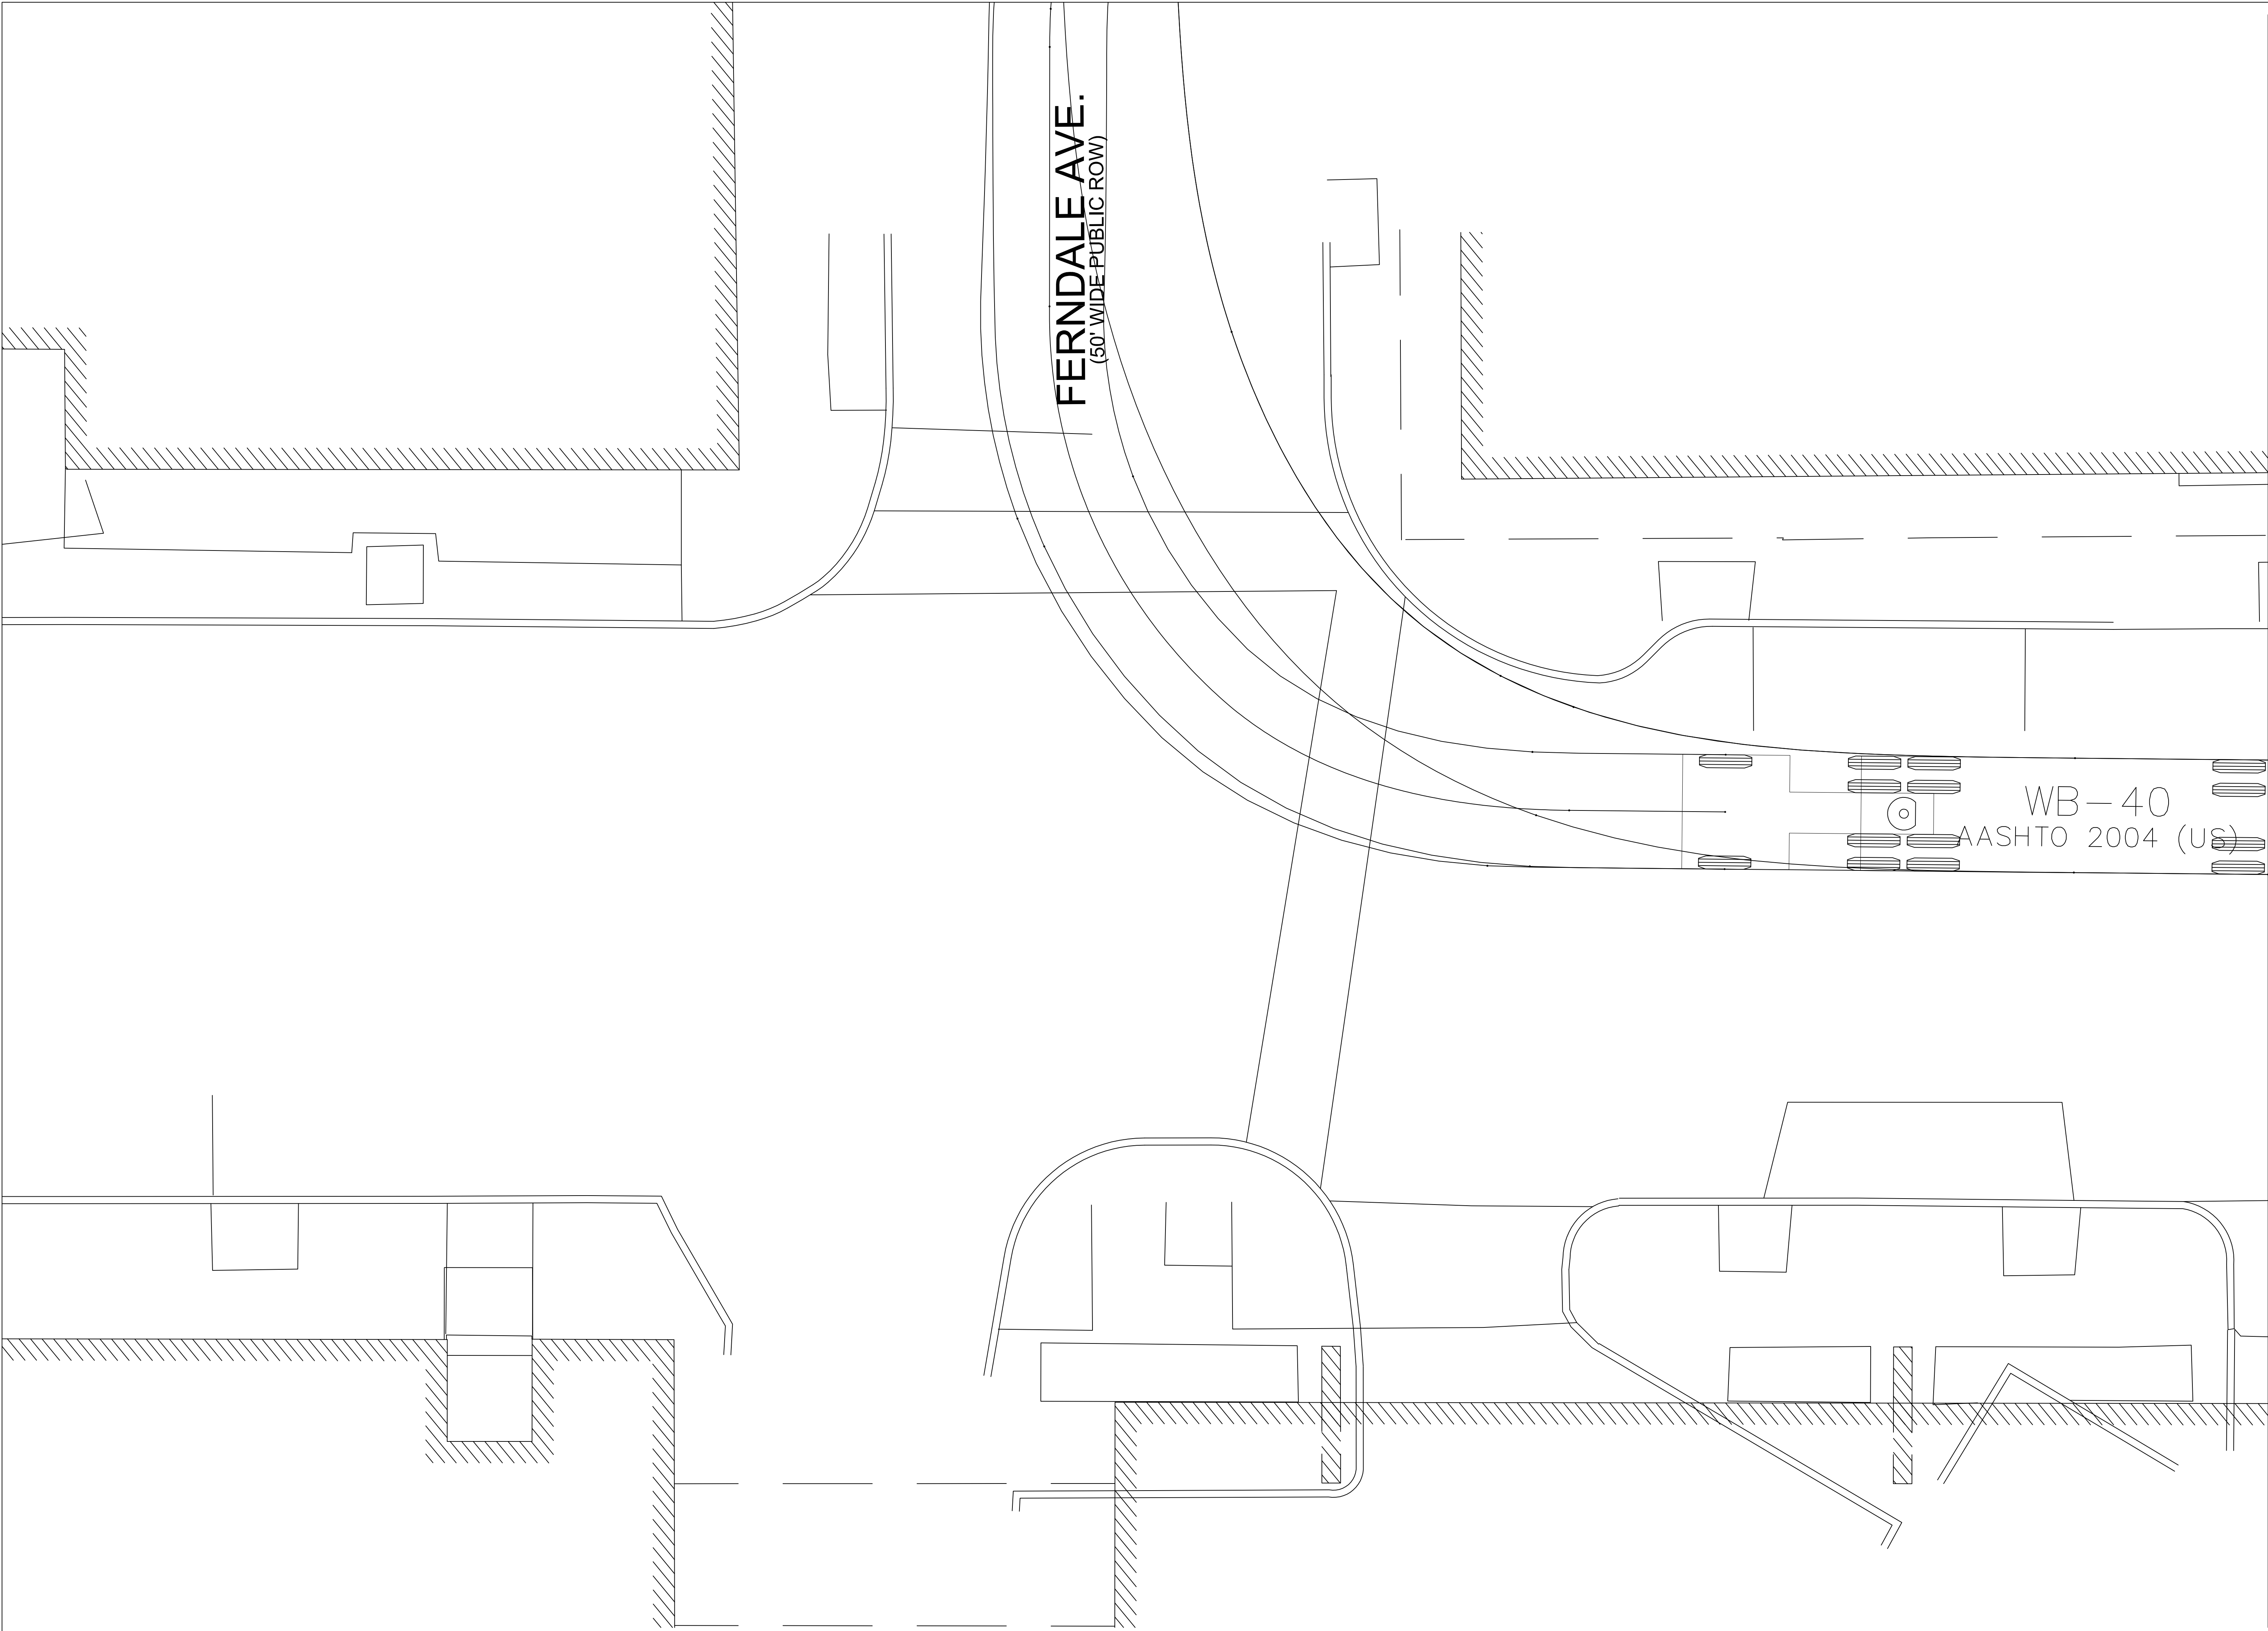 FERNDALE AVE.
(50' WIDE PUBLIC ROW)
WB-40
AASHTO 2004 (US)